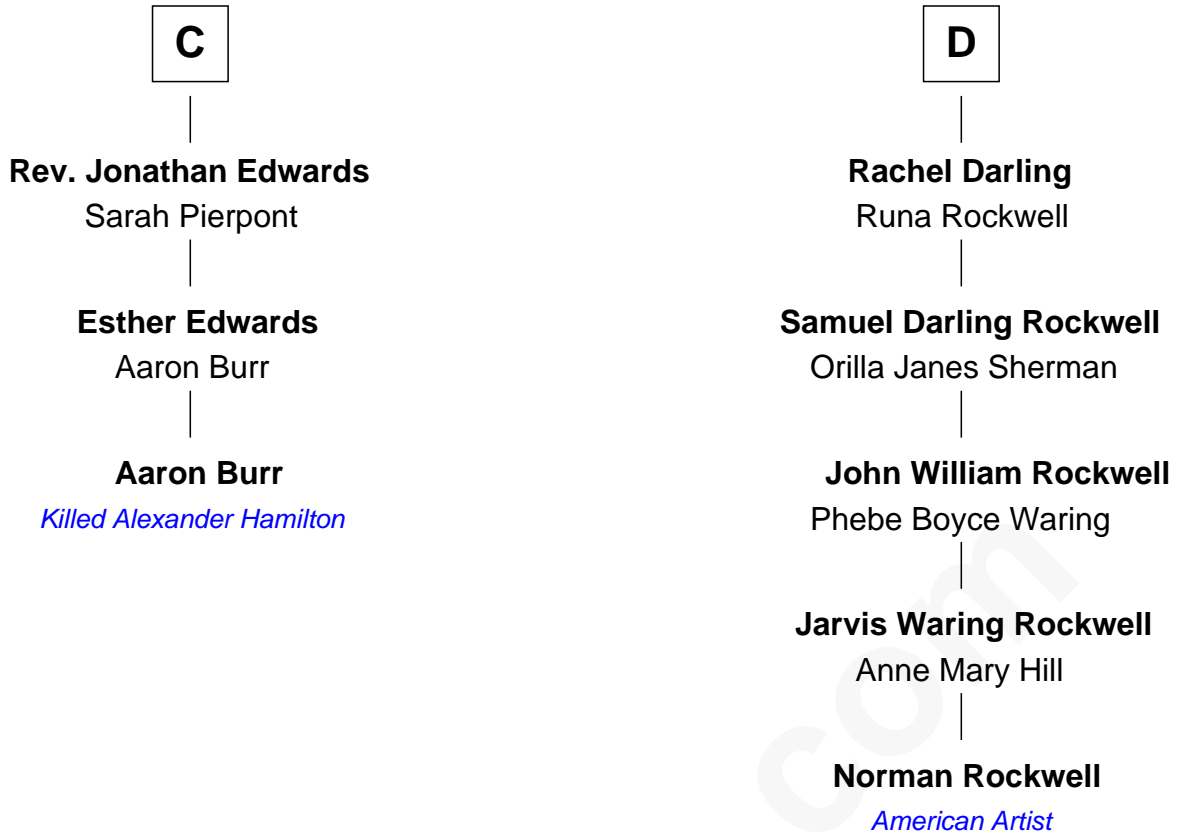 C
Rev. Jonathan Edwards
Sarah Pierpont
Esther Edwards
Aaron Burr
Aaron Burr
Killed Alexander Hamilton
D
Rachel Darling
Runa Rockwell
Samuel Darling Rockwell
Orilla Janes Sherman
John William Rockwell
Phebe Boyce Waring
Jarvis Waring Rockwell
Anne Mary Hill
Norman Rockwell
American Artist
com